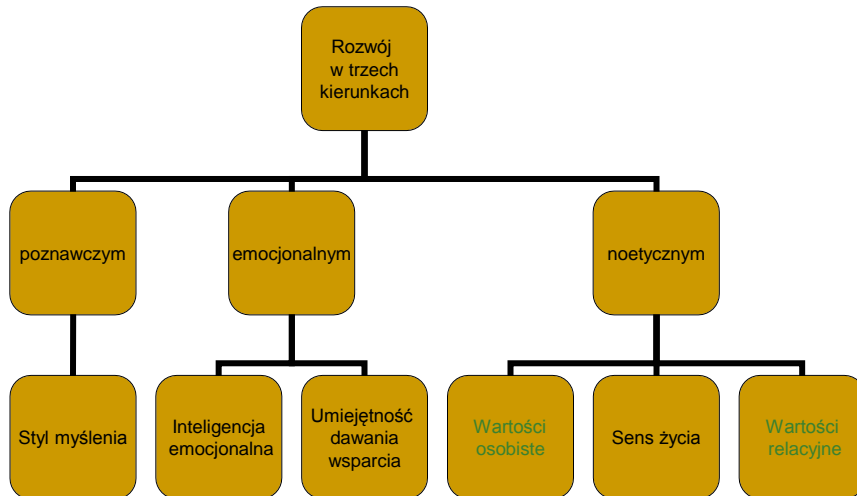 Rozwój
w trzech
kierunkach
poznawczym
emocjonalnym
noetycznym
Styl myślenia
Inteligencja
emocjonalna
Umiejętność
dawania
wsparcia
Wartości
osobiste
Sens życia
Wartości
relacyjne